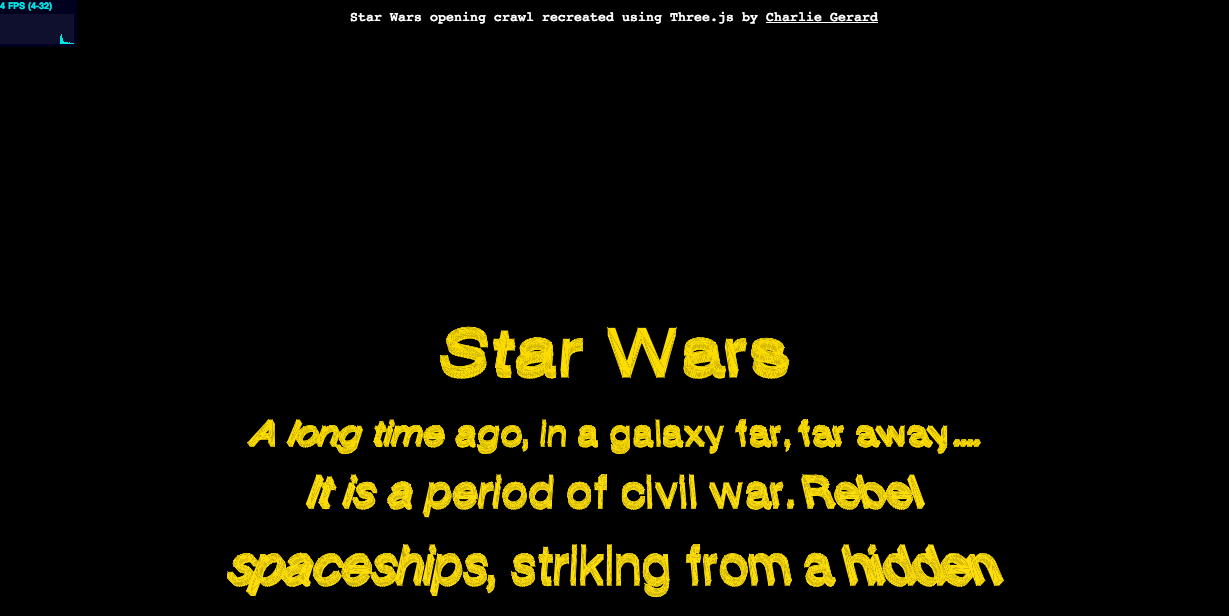 4 FPS (4-32)
Star Wars opening crawl recreated using Three.js by Charlie Gerard
Star Wars
A long time ago, in a galaxy far, far away....
It is a period of civil war. Rebel
spaceships, striking from a hidden